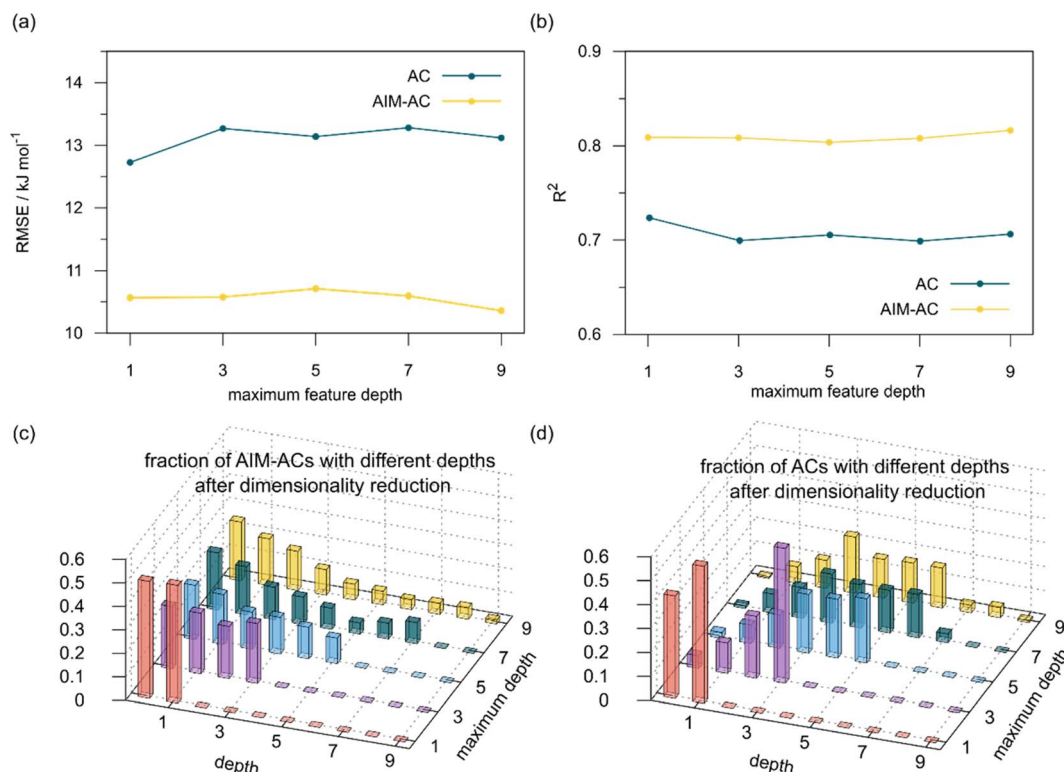 (a)
14
13
12
11
10
RMSE / kJ mol⁻¹
AC
AIM-AC
1 3 5 7 9
maximum feature depth
(b)
0.9
0.8
0.7
0.6
R²
AC
AIM-AC
1 3 5 7 9
maximum feature depth
(c)
fraction of AIM-ACs with different depths
after dimensionality reduction
0.6
0.5
0.4
0.3
0.2
0.1
0
1 3 5 7 9
depth
1 3 5 7 9
maximum depth
(d)
fraction of ACs with different depths
after dimensionality reduction
0.6
0.5
0.4
0.3
0.2
0.1
0
1 3 5 7 9
depth
1 3 5 7 9
maximum depth